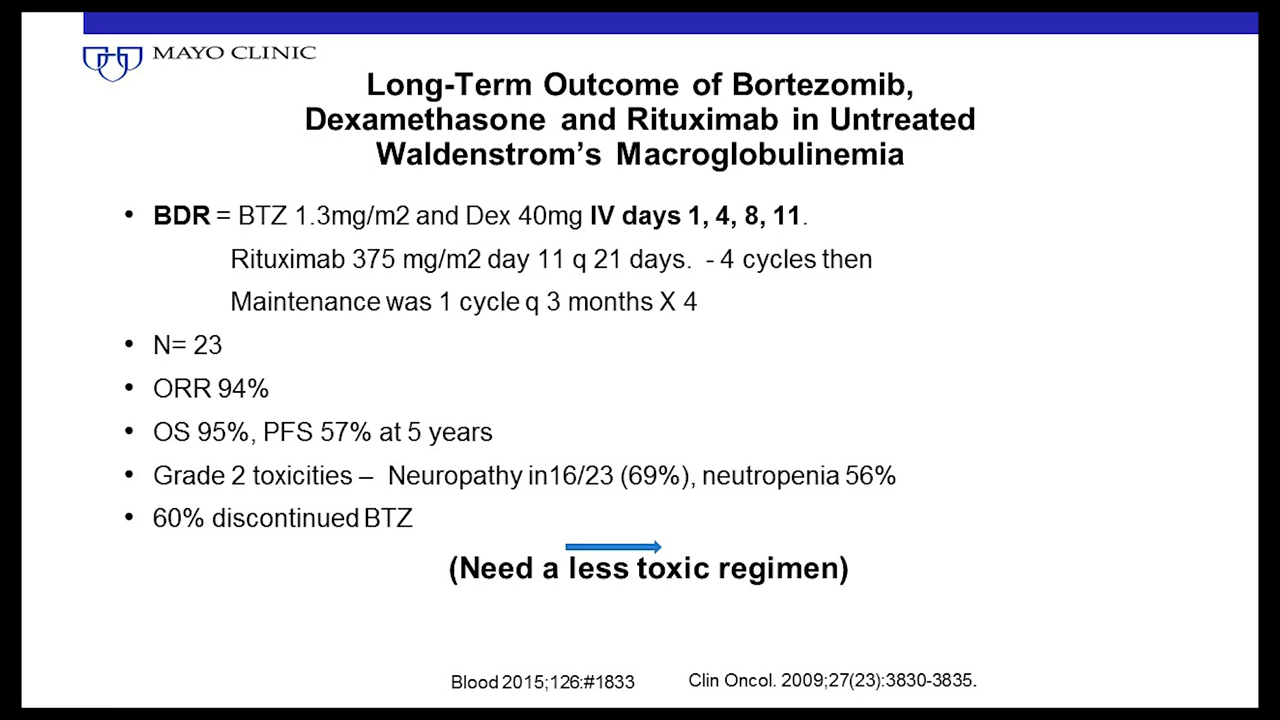 MAYO CLINIC
Long-Term Outcome of Bortezomib,
Dexamethasone and Rituximab in Untreated
Waldenstrom’s Macroglobulinemia
• BDR = BTZ 1.3mg/m2 and Dex 40mg IV days 1, 4, 8, 11.
Rituximab 375 mg/m2 day 11 q 21 days. - 4 cycles then
Maintenance was 1 cycle q 3 months X 4
• N= 23
• ORR 94%
• OS 95%, PFS 57% at 5 years
• Grade 2 toxicities – Neuropathy in16/23 (69%), neutropenia 56%
• 60% discontinued BTZ
(Need a less toxic regimen)
Blood 2015;126:#1833 Clin Oncol. 2009;27(23):3830-3835.